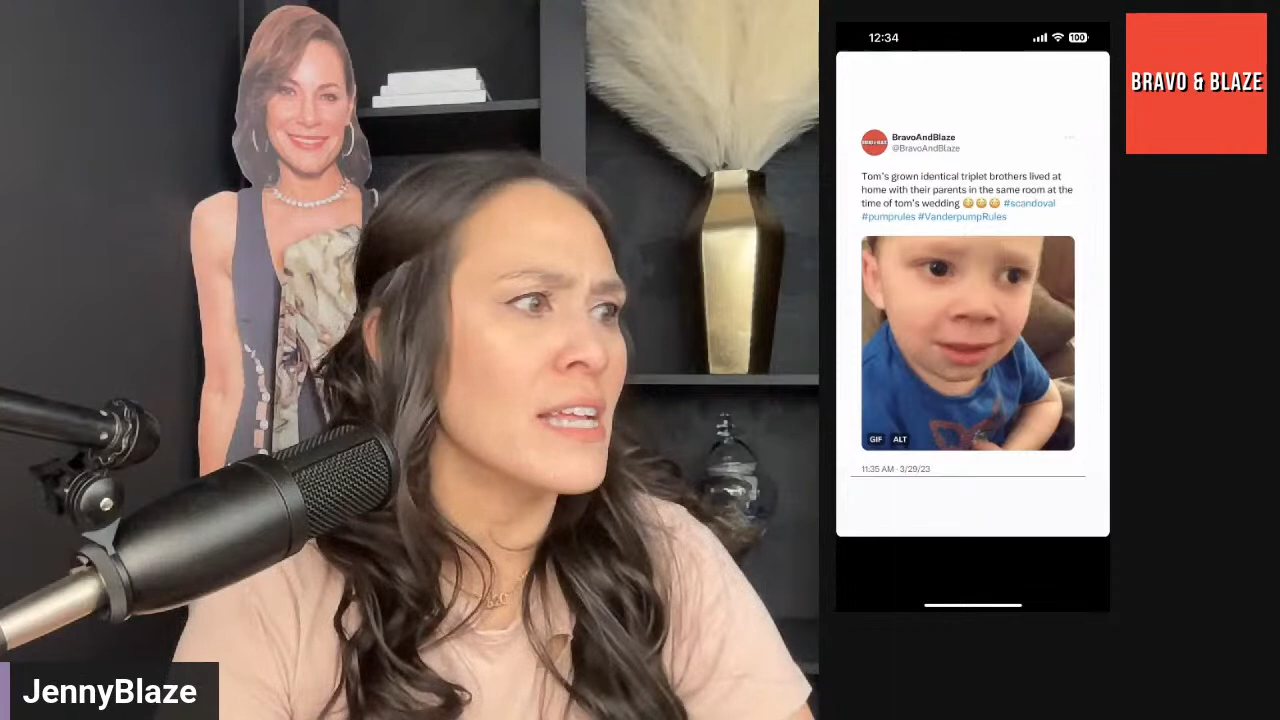 12:34
100
BRAVO & BLAZE
BravoAndBlaze
@BravoAndBlaze
Tom's grown identical triplet brothers lived at
home with their parents in the same room at the
time of tom's wedding 😳😳😳 #scandoval
#pumprules #VanderpumpRules
GIF ALT
11:35 AM · 3/29/23
JennyBlaze